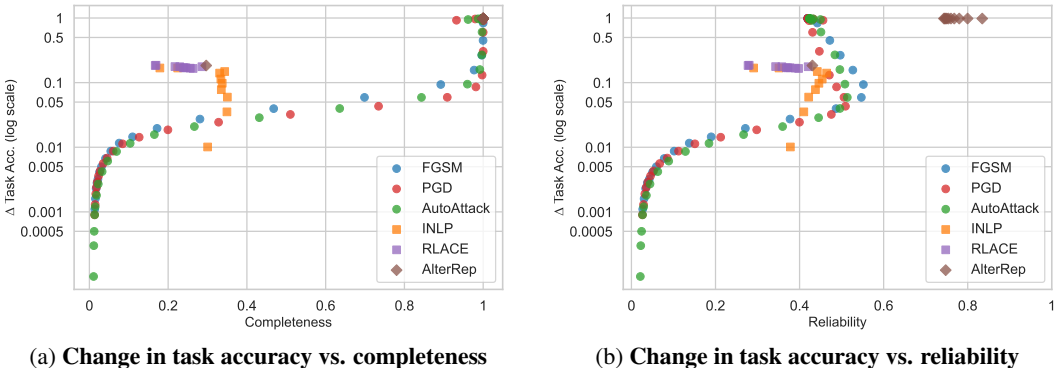 1
0.5
0.1
0.05
0.01
0.005
0.001
0.0005
Δ Task Acc. (log scale)
FGSM
PGD
AutoAttack
INLP
RLACE
AlterRep
0
0.2
0.4
0.6
0.8
1
Completeness
(a) Change in task accuracy vs. completeness
1
0.5
0.1
0.05
0.01
0.005
0.001
0.0005
Δ Task Acc. (log scale)
FGSM
PGD
AutoAttack
INLP
RLACE
AlterRep
0
0.2
0.4
0.6
0.8
1
Reliability
(b) Change in task accuracy vs. reliability